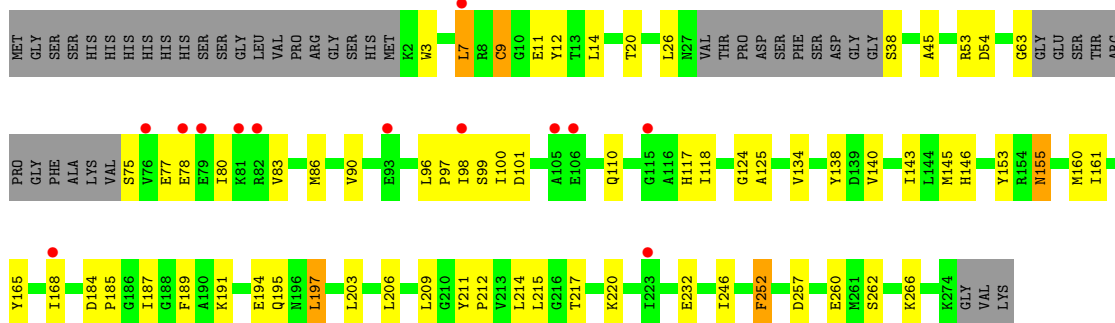 MET GLY SER SER HIS HIS HIS HIS HIS HIS SER SER GLY LEU VAL PRO ARG GLY SER HIS MET K2 W3 L7 R8 C9 G10 E11 Y12 T13 L14 T20 L26 N27 VAL THR PRO ASP SER PHE SER ASP GLY GLY S38 A45 R53 D54 G63 GLY GLU SER THR ARG
PRO GLY PHE ALA LYS VAL S75 V76 E77 E78 E79 I80 K81 R82 V83 M86 V90 E93 L96 P97 I98 S99 I100 D101 A105 E106 Q110 G115 A116 H117 I118 G124 A125 V134 Y138 D139 V140 I143 L144 M145 H146 Y153 R154 N155 M160 I161
Y165 I168 D184 P185 G186 I187 G188 F189 A190 K191 E194 Q195 N196 L197 L203 L206 L209 G210 Y211 P212 V213 L214 L215 G216 T217 K220 I223 E232 I246 F252 D257 E260 M261 S262 K266 K274 GLY VAL LYS